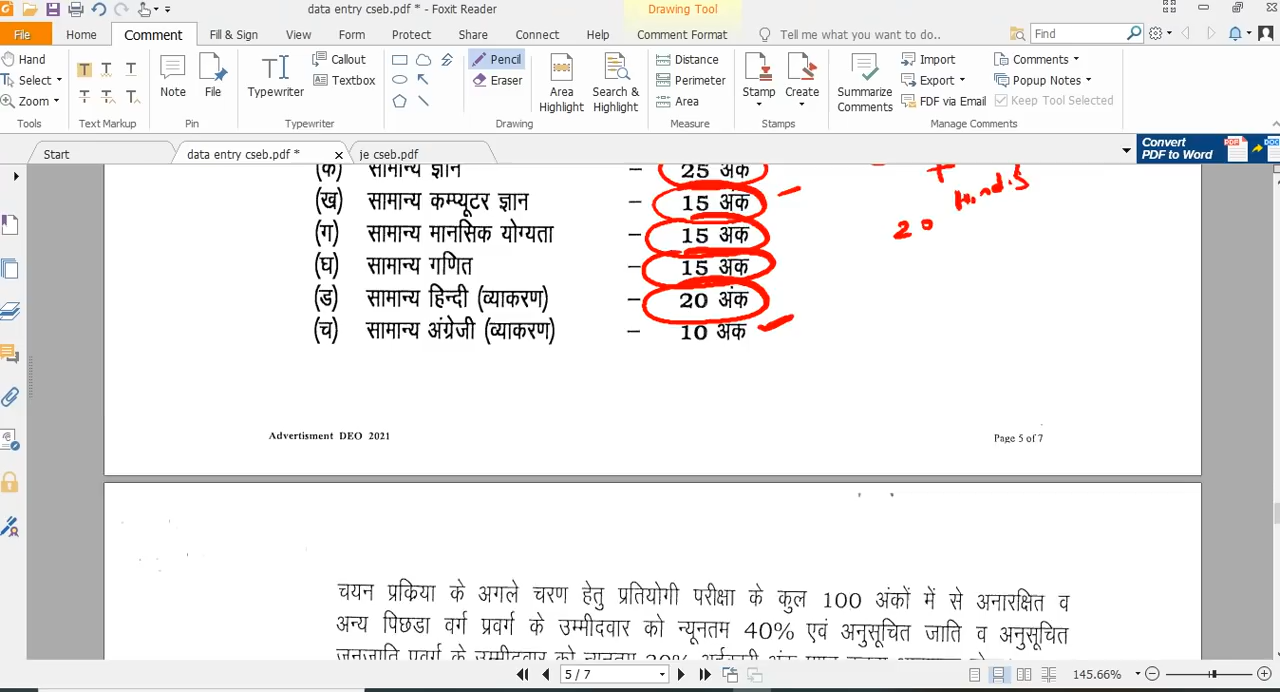 data entry cseb.pdf * - Foxit Reader
Drawing Tool
File Home Comment Fill & Sign View Form Protect Share Connect Help Comment Format Tell me what you want to do.. Find
Hand
Select
Zoom
Tools
Text Markup
Note
File
Pin
Typewriter
Callout
Textbox
Typewriter
Pencil
Eraser
Drawing
Area Highlight
Search & Highlight
Distance
Perimeter
Area
Measure
Stamp
Create
Stamps
Summarize Comments
Import
Export
FDF via Email
Comments
Popup Notes
Keep Tool Selected
Manage Comments
Start
data entry cseb.pdf *
je cseb.pdf
Convert PDF to Word
(क) सामान्य ज्ञान – 25 अंक
(ख) सामान्य कम्प्यूटर ज्ञान – 15 अंक
(ग) सामान्य मानसिक योग्यता – 15 अंक
(घ) सामान्य गणित – 15 अंक
(ड) सामान्य हिन्दी (व्याकरण) – 20 अंक
(च) सामान्य अंग्रेजी (व्याकरण) – 10 अंक
20
Advertisment DEO 2021
Page 5 of 7
चयन प्रक्रिया के अगले चरण हेतु प्रतियोगी परीक्षा के कुल 100 अंकों में से अनारक्षित व
अन्य पिछडा वर्ग प्रवर्ग के उम्मीदवार को न्यूनतम 40% एवं अनुसूचित जाति व अनुसूचित
जनजाति प्रवर्ग के उम्मीदवार को न्यूनतम
5 / 7
145.66%